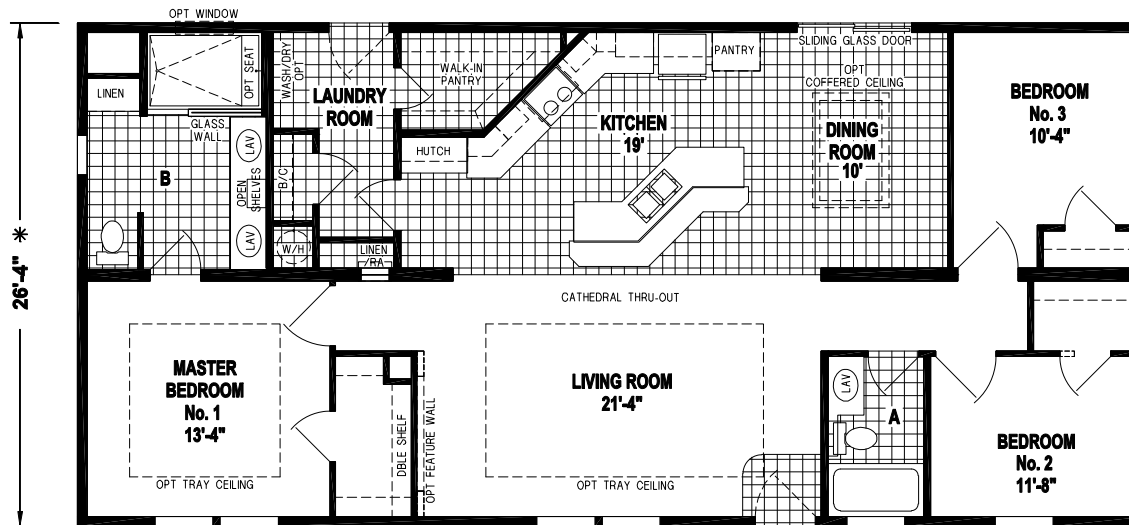 OPT WINDOW
26'-4" *
LINEN
OPT SEAT
GLASS
WALL
LAV
OPEN
SHELVES
LAV
B
WASH/DRY
OPT
LAUNDRY
ROOM
B/C
W/H
LINEN
/RA
WALK-IN
PANTRY
HUTCH
KITCHEN
19'
PANTRY
SLIDING GLASS DOOR
OPT
COFFERED CEILING
DINING
ROOM
10'
BEDROOM
No. 3
10'-4"
CATHEDRAL THRU-OUT
MASTER
BEDROOM
No. 1
13'-4"
OPT TRAY CEILING
DBLE SHELF
OPT FEATURE WALL
LIVING ROOM
21'-4"
OPT TRAY CEILING
LAV
A
BEDROOM
No. 2
11'-8"